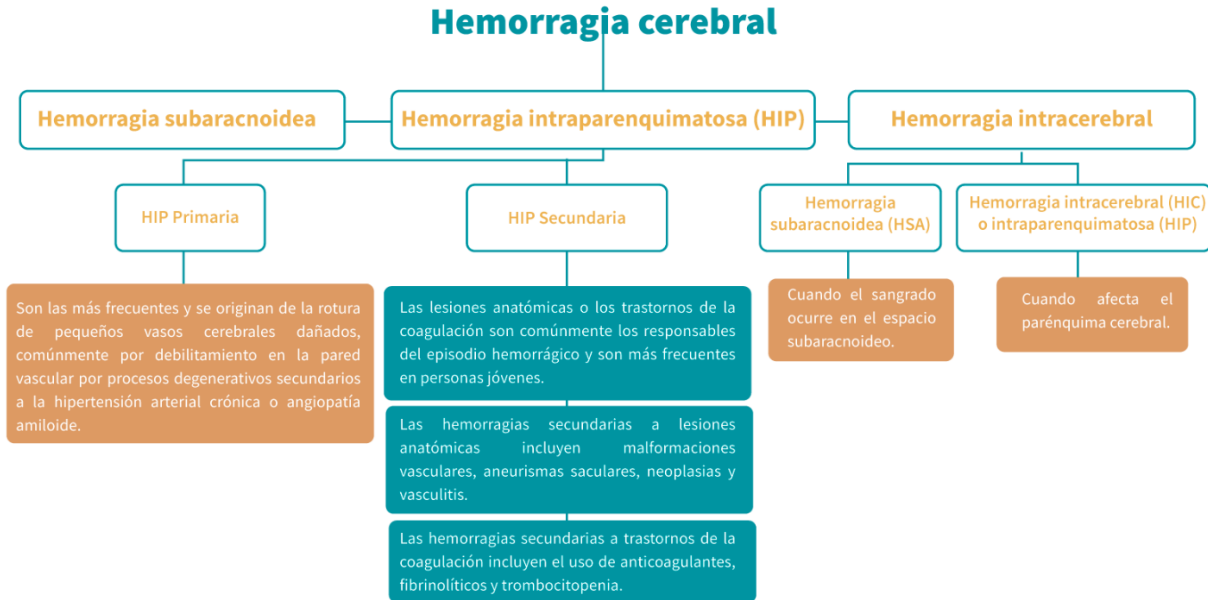 Hemorragia cerebral
Hemorragia subaracnoidea
Hemorragia intraparenquimatosa (HIP)
Hemorragia intracerebral
HIP Primaria
HIP Secundaria
Hemorragia
subaracnoidea (HSA)
Hemorragia intracerebral (HIC)
o intraparenquimatosa (HIP)
Son las más frecuentes y se originan de la rotura
de pequeños vasos cerebrales dañados,
comúnmente por debilitamiento en la pared
vascular por procesos degenerativos secundarios
a la hipertensión arterial crónica o angiopatía
amiloide.
Las lesiones anatómicas o los trastornos de la
coagulación son comúnmente los responsables
del episodio hemorrágico y son más frecuentes
en personas jóvenes.
Las hemorragias secundarias a lesiones
anatómicas incluyen malformaciones
vasculares, aneurismas saculares, neoplasias y
vasculitis.
Las hemorragias secundarias a trastornos de la
coagulación incluyen el uso de anticoagulantes,
fibrinolíticos y trombocitopenia.
Cuando el sangrado
ocurre en el espacio
subaracnoideo.
Cuando afecta el
parénquima cerebral.